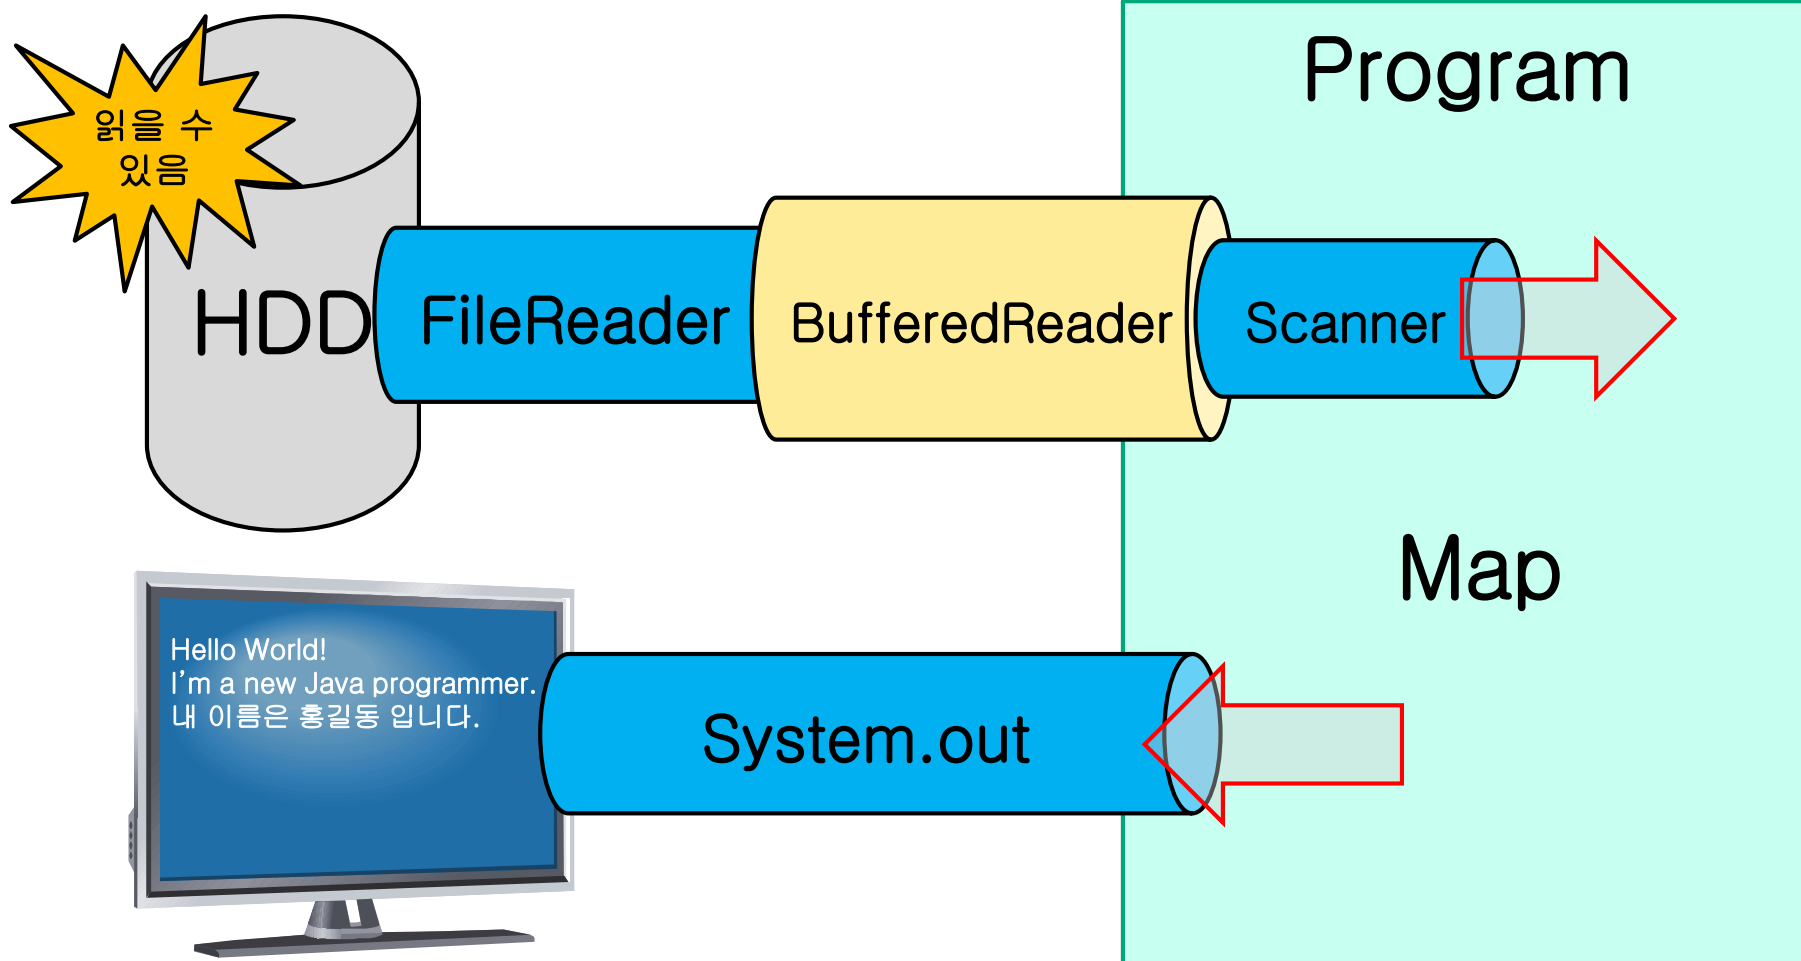 읽을 수
있음
HDD
FileReader
BufferedReader
Scanner
Program
Map
Hello World!
I'm a new Java programmer.
내 이름은 홍길동 입니다.
System.out